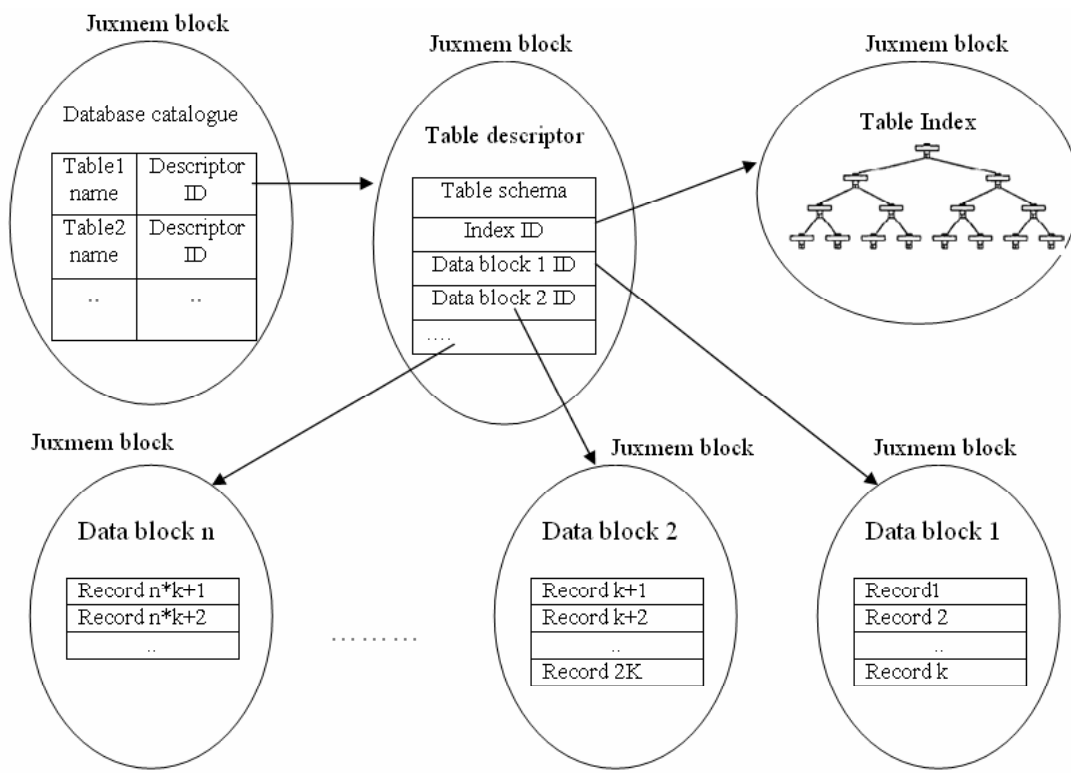 Juxmem block
Database catalogue
Table1 name
Descriptor ID
Table2 name
Descriptor ID
..
..
Juxmem block
Table descriptor
Table schema
Index ID
Data block 1 ID
Data block 2 ID
....
Juxmem block
Table Index
Juxmem block
Data block n
Record n*k+1
Record n*k+2
..
.........
Juxmem block
Data block 2
Record k+1
Record k+2
..
Record 2K
Juxmem block
Data block 1
Record1
Record 2
..
Record k